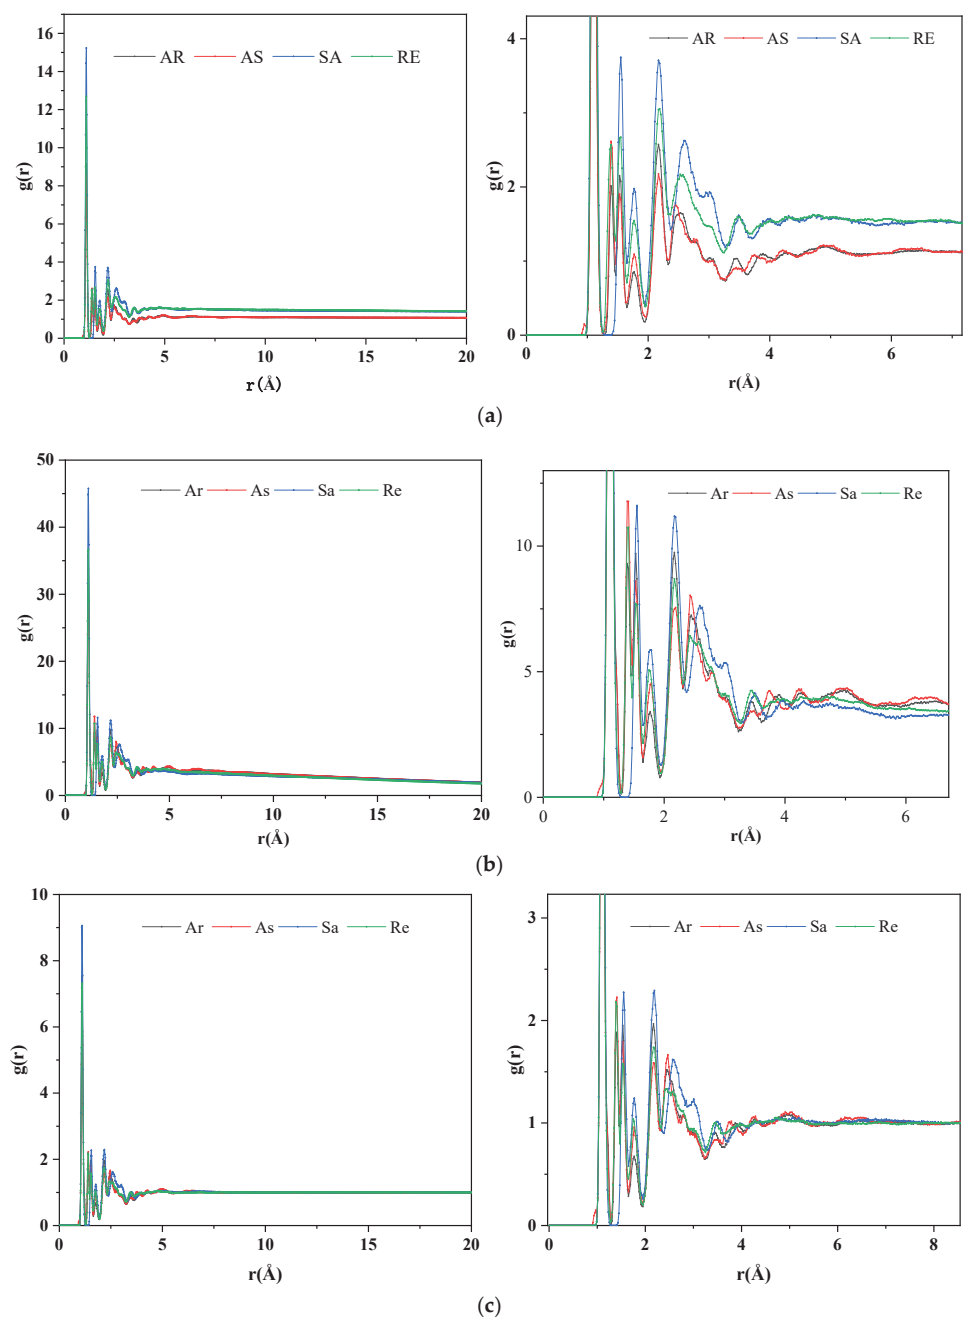 AR AS SA RE
g(r)
16
14
12
10
8
6
4
2
0
0 5 10 15 20
r(Å)
AR AS SA RE
g(r)
4
2
0
0 2 4 6
r(Å)
(a)
Ar As Sa Re
g(r)
50
40
30
20
10
0
0 5 10 15 20
r(Å)
Ar As Sa Re
g(r)
10
5
0
0 2 4 6
r(Å)
(b)
Ar As Sa Re
g(r)
10
8
6
4
2
0
0 5 10 15 20
r(Å)
Ar As Sa Re
g(r)
3
2
1
0
0 2 4 6 8
r(Å)
(c)